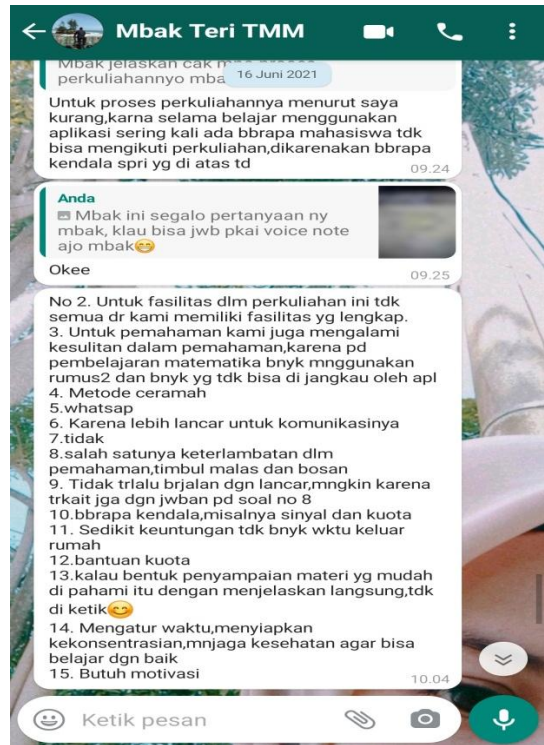 Mbak Teri TMM
Mbak jelaskan cak
perkuliahannyo mba
16 Juni 2021
Untuk proses perkuliahannya menurut saya
kurang,karna selama belajar menggunakan
aplikasi sering kali ada bbrapa mahasiswa tdk
bisa mengikuti perkuliahan,dikarenakan bbrapa
kendala spri yg di atas td
09.24
Anda
Mbak ini segalo pertanyaan ny
mbak, klau bisa jwb pkai voice note
ajo mbak😁
Okee
09.25
No 2. Untuk fasilitas dlm perkuliahan ini tdk
semua dr kami memiliki fasilitas yg lengkap.
3. Untuk pemahaman kami juga mengalami
kesulitan dalam pemahaman,karena pd
pembelajaran matematika bnyk mnggunakan
rumus2 dan bnyk yg tdk bisa di jangkau oleh apl
4. Metode ceramah
5.whatsap
6. Karena lebih lancar untuk komunikasinya
7.tidak
8.salah satunya keterlambatan dlm
pemahaman,timbul malas dan bosan
9. Tidak trlalu brjalan dgn lancar,mngkin karena
trkait jga dgn jwban pd soal no 8
10.bbrapa kendala,misalnya sinyal dan kuota
11. Sedikit keuntungan tdk bnyk wktu keluar
rumah
12.bantuan kuota
13.kalau bentuk penyampaian materi yg mudah
di pahami itu dengan menjelaskan langsung,tdk
di ketik😊
14. Mengatur waktu,menyiapkan
kekonsentrasian,mnjaga kesehatan agar bisa
belajar dgn baik
15. Butuh motivasi
10.04
Ketik pesan